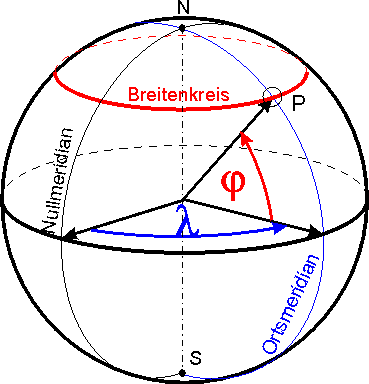 N
Breitenkreis
P
Nullmeridian
φ
λ
Ortsmeridian
S